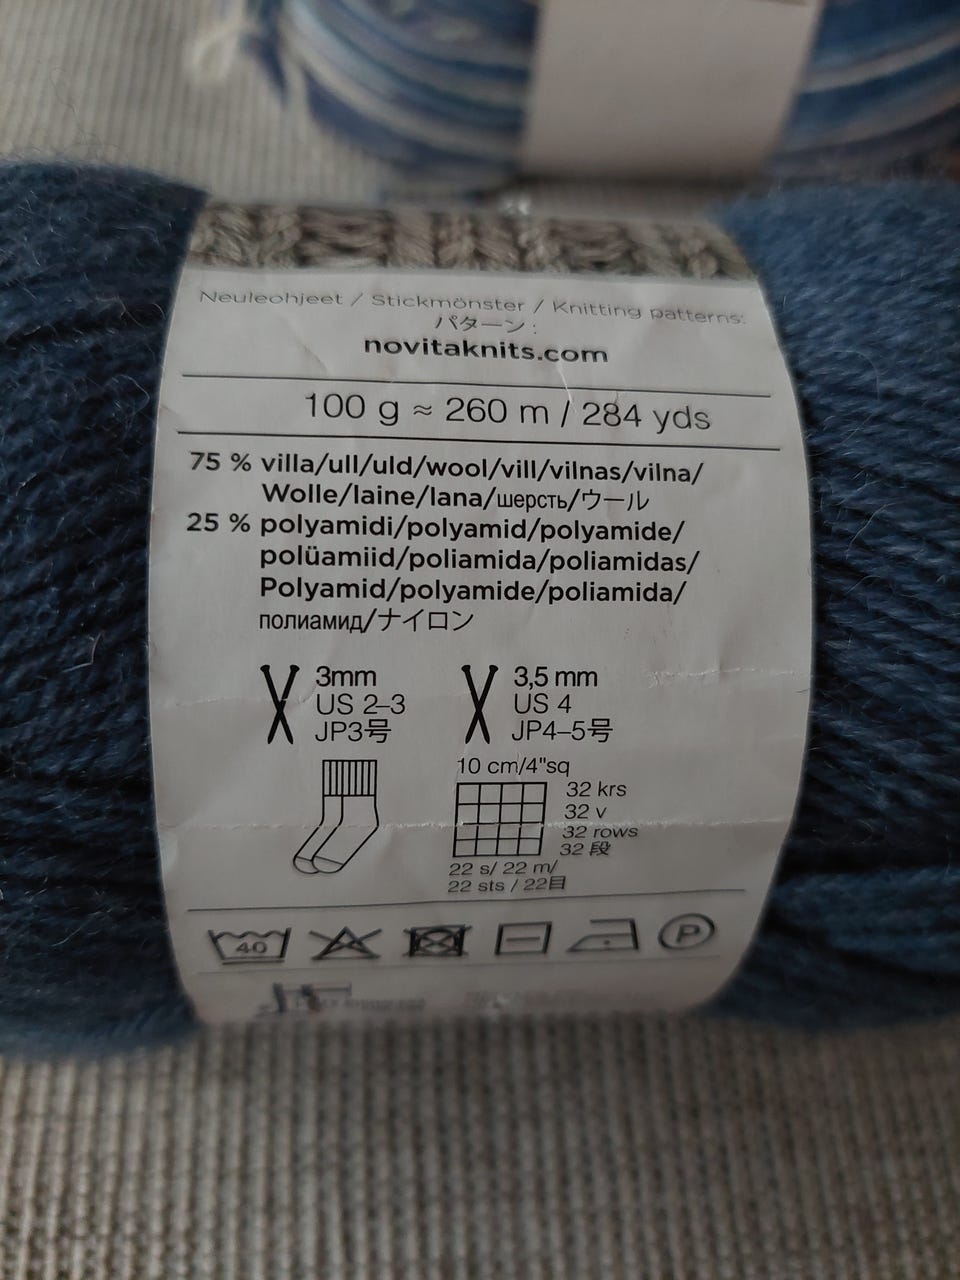 Neuleohjeet / Stickmönster / Knitting patterns:
パターン :
novitaknits.com
100 g ≈ 260 m / 284 yds
75 % villa/ull/uld/wool/vill/vilnas/vilna/
Wolle/laine/lana/шерсть/ウール
25 % polyamidi/polyamid/polyamide/
polüamiid/poliamida/poliamidas/
Polyamid/polyamide/poliamida/
полиамид/ナイロン
3mm
US 2–3
JP3号
3,5 mm
US 4
JP4–5号
10 cm/4"sq
32 krs
32 v
32 rows
32 段
22 s/ 22 m/
22 sts / 22目
40
P